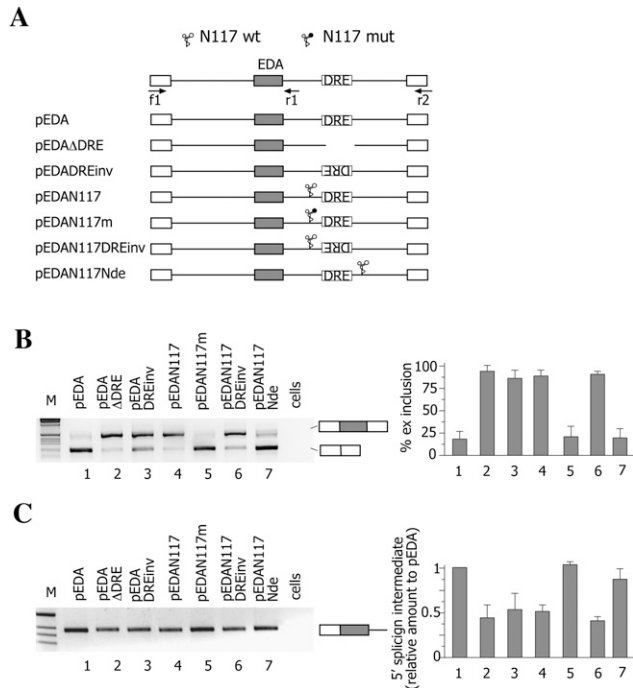 A
N117 wt N117 mut
EDA
DRE
f1 r1 r2
pEDA DRE
pEDAΔDRE
pEDADREinv DRE
pEDAN117 DRE
pEDAN117m DRE
pEDAN117DREinv DRE
pEDAN117Nde DRE
B
M
pEDA
pEDA
ΔDRE
pEDA
DREinv
pEDAN117
pEDAN117m
pEDAN117
DREinv
pEDAN117
Nde
cells
1 2 3 4 5 6 7
% ex inclusion
100
75
50
25
0
1 2 3 4 5 6 7
C
M
pEDA
pEDA
ΔDRE
pEDA
DREinv
pEDAN117
pEDAN117m
pEDAN117
DREinv
pEDAN117
Nde
cells
1 2 3 4 5 6 7
5' splicign intermediate
(relative amount to pEDA)
1
0.5
0
1 2 3 4 5 6 7